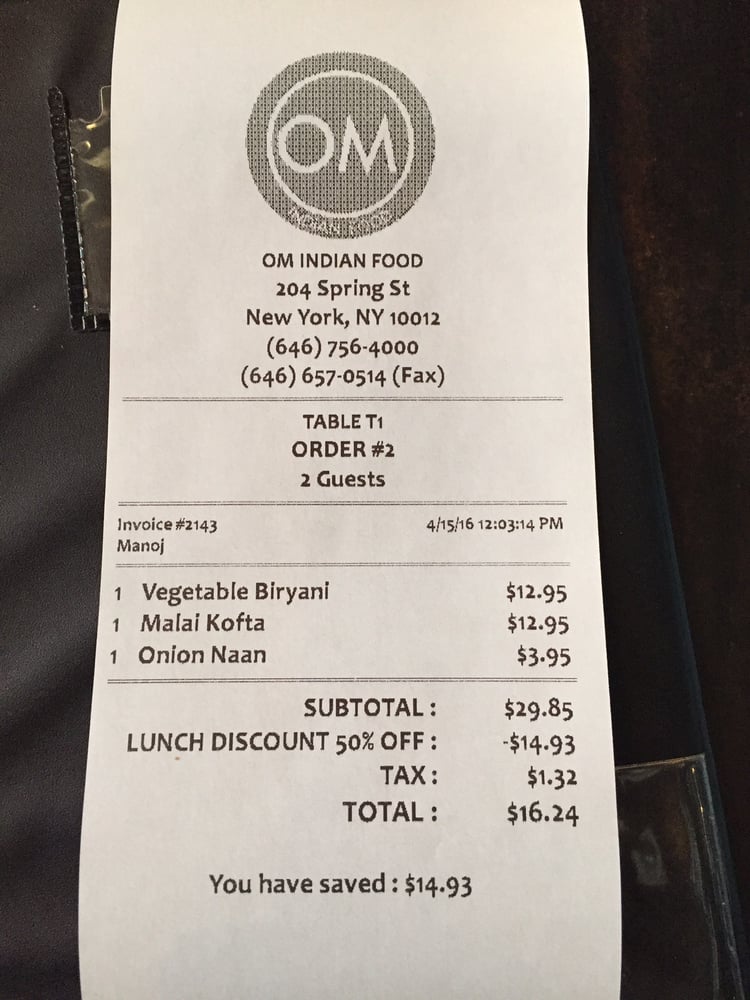 OM
INDIAN FOOD
OM INDIAN FOOD
204 Spring St
New York, NY 10012
(646) 756-4000
(646) 657-0514 (Fax)
TABLE T1
ORDER #2
2 Guests
Invoice #2143 4/15/16 12:03:14 PM
Manoj
1 Vegetable Biryani $12.95
1 Malai Kofta $12.95
1 Onion Naan $3.95
SUBTOTAL : $29.85
LUNCH DISCOUNT 50% OFF : -$14.93
TAX : $1.32
TOTAL : $16.24
You have saved : $14.93